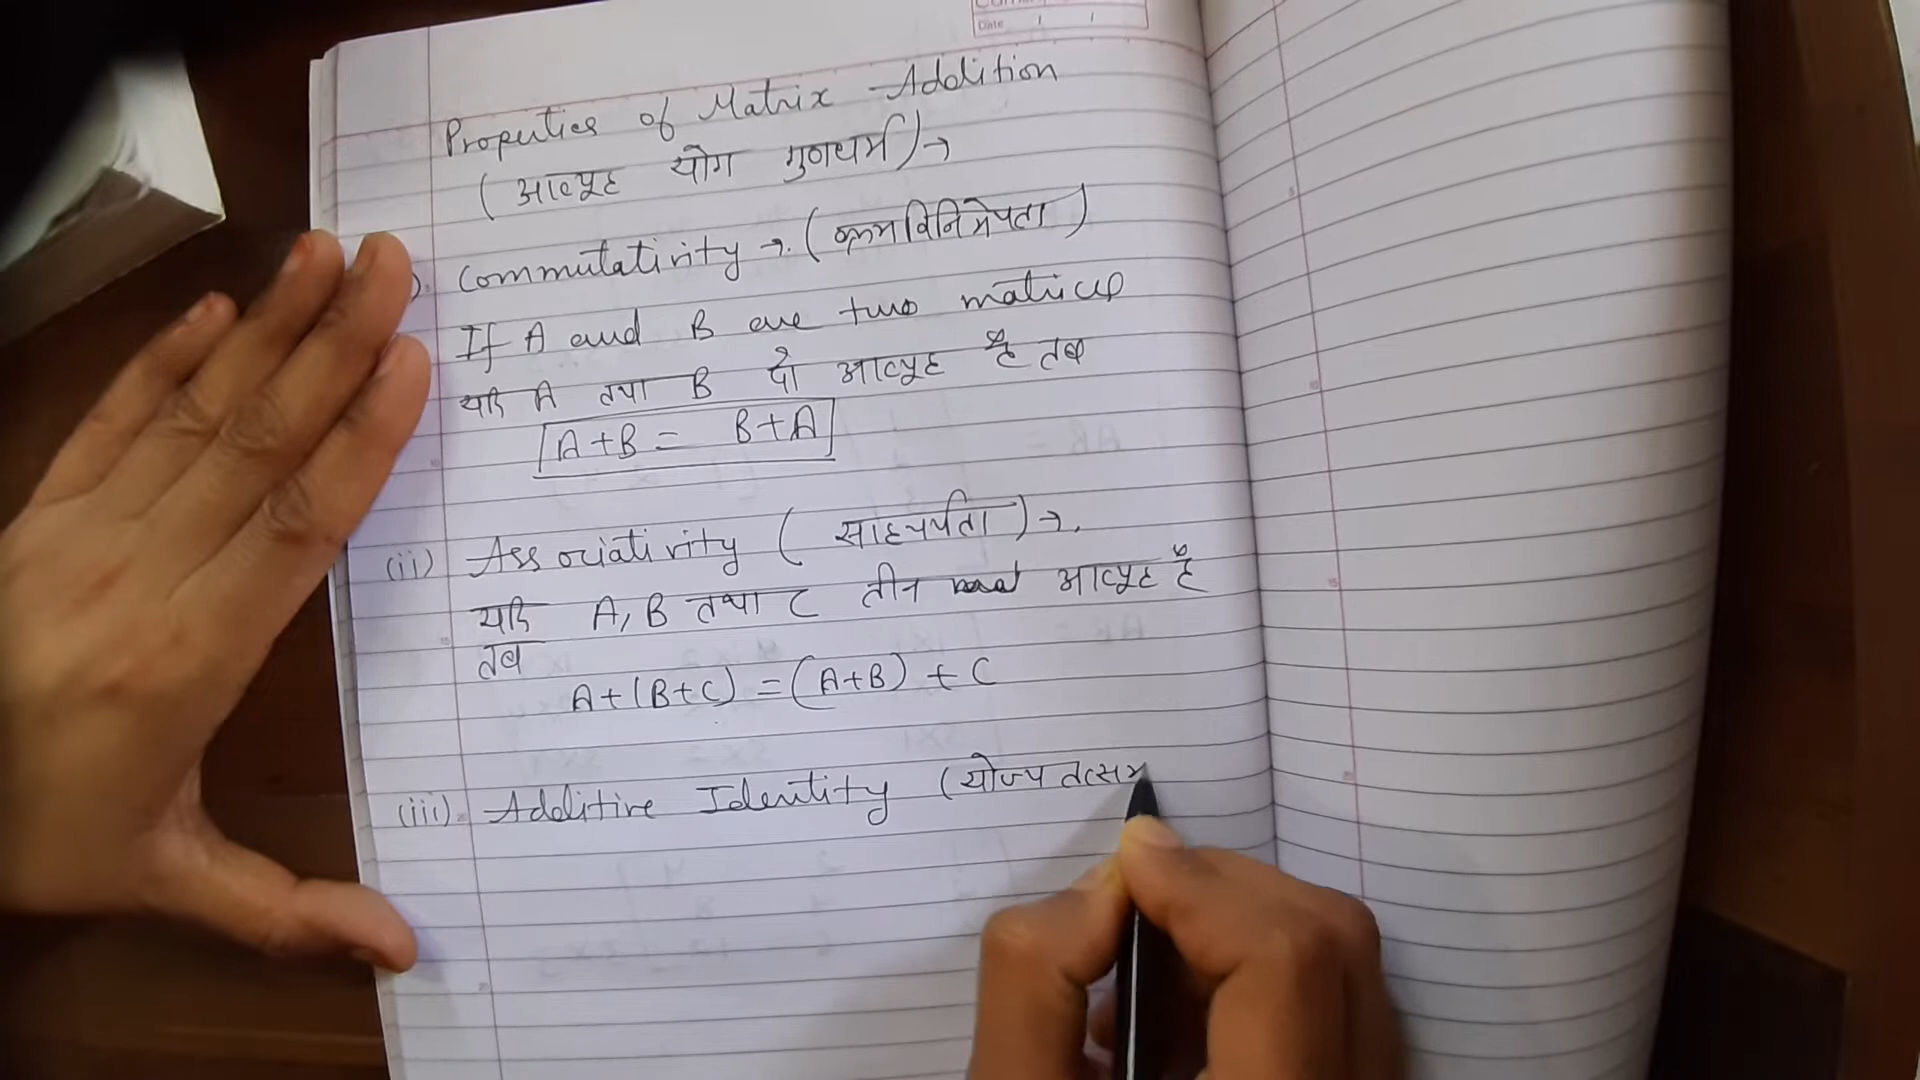 Date
Properties of Matrix Addition
(आव्यूह योग गुणधर्म) →
). Commutativity →. (क्रमविनिमेयता)
If A and B are two matrices
यदि A तथा B दो आव्यूह है तब
A+B = B+A
(ii) Associativity (साहचर्यता) →.
यदि A, B तथा C तीन आव्यूह है
तब
A+(B+C) = (A+B) + C
(iii). Additive Identity (योज्य तत्सम